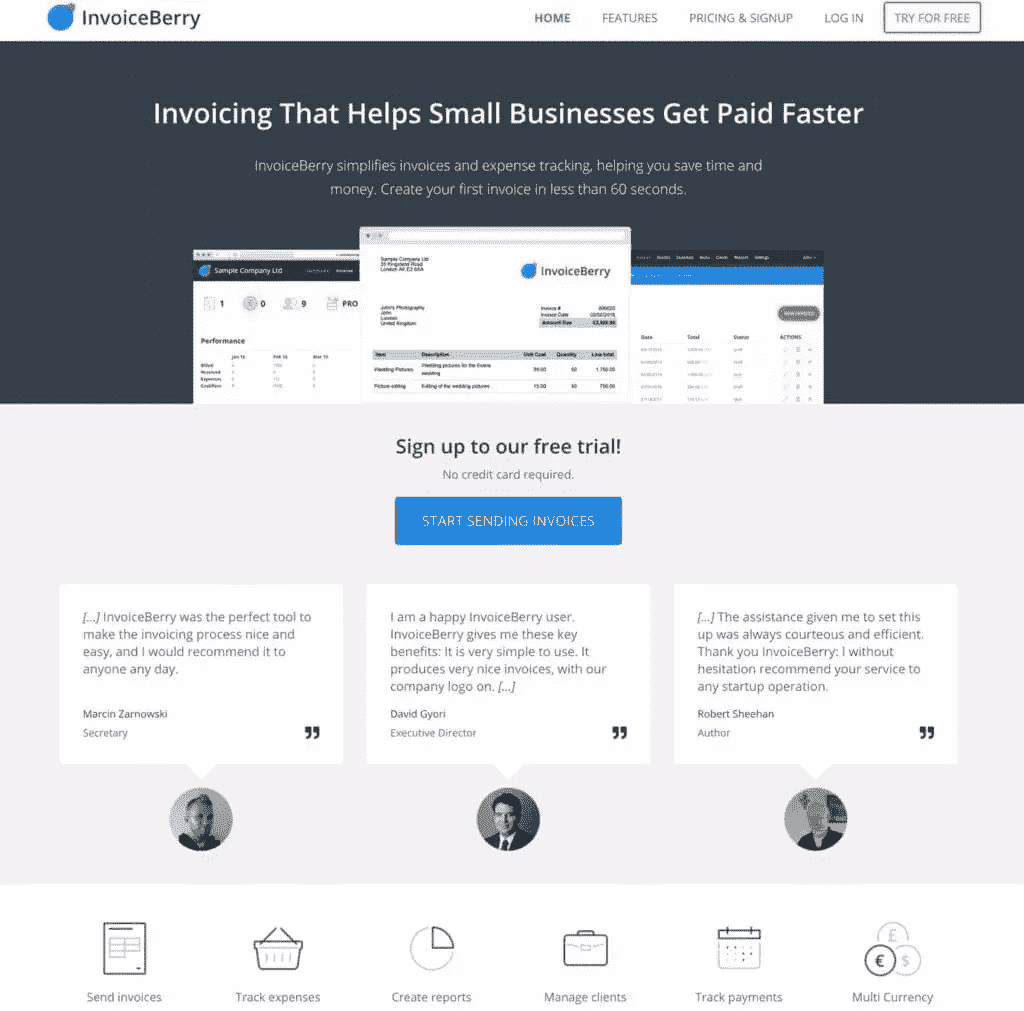 InvoiceBerry
HOME FEATURES PRICING & SIGNUP LOG IN TRY FOR FREE
Invoicing That Helps Small Businesses Get Paid Faster
InvoiceBerry simplifies invoices and expense tracking, helping you save time and
money. Create your first invoice in less than 60 seconds.
Sample Company Ltd
1 0 9 PRO
Performance
Jan 16 Feb 16 Mar 16
Billed
Received
Expenses
Cashflow
Sample Company Ltd
London
InvoiceBerry
John's Photography
John
London
United Kingdom
Invoice #
Invoice Date
Amount Due
Item Description Unit Cost Quantity Line total
Wedding Pictures Wedding pictures for the Evans
wedding
35.00 50 1,750.00
Picture editing Editing of the wedding pictures 15.00 50 750.00
Date Total Status ACTIONS
Sign up to our free trial!
No credit card required.
START SENDING INVOICES
[...] InvoiceBerry was the perfect tool to
make the invoicing process nice and
easy, and I would recommend it to
anyone any day.
Marcin Zarnowski
Secretary
I am a happy InvoiceBerry user.
InvoiceBerry gives me these key
benefits: It is very simple to use. It
produces very nice invoices, with our
company logo on. [...]
David Gyori
Executive Director
[...] The assistance given me to set this
up was always courteous and efficient.
Thank you InvoiceBerry: I without
hesitation recommend your service to
any startup operation.
Robert Sheehan
Author
Send invoices
Track expenses
Create reports
Manage clients
Track payments
Multi Currency